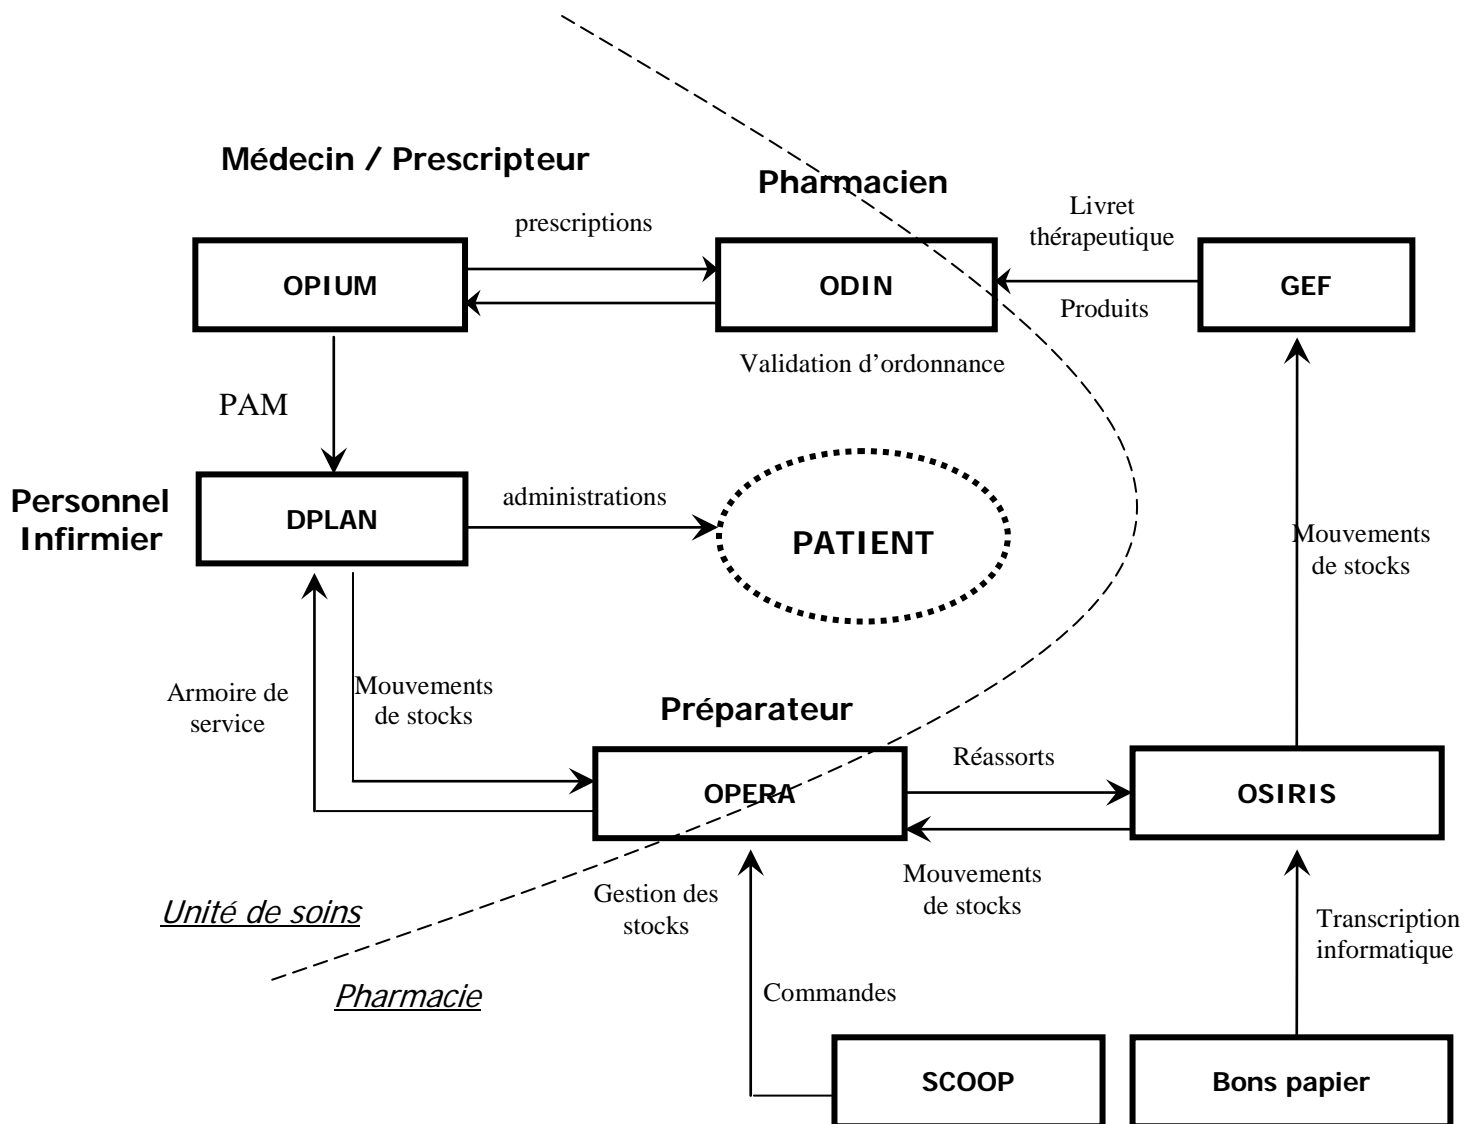 Médecin / Prescripteur
Pharmacien
prescriptions
Livret
thérapeutique
OPIUM
ODIN
GEF
Produits
Validation d’ordonnance
PAM
Personnel
Infirmier
DPLAN
administrations
PATIENT
Mouvements
de stocks
Armoire de
service
Mouvements
de stocks
Préparateur
Réassorts
OPERA
OSIRIS
Mouvements
de stocks
Gestion des
stocks
Unité de soins
Transcription
informatique
Pharmacie
Commandes
SCOOP
Bons papier